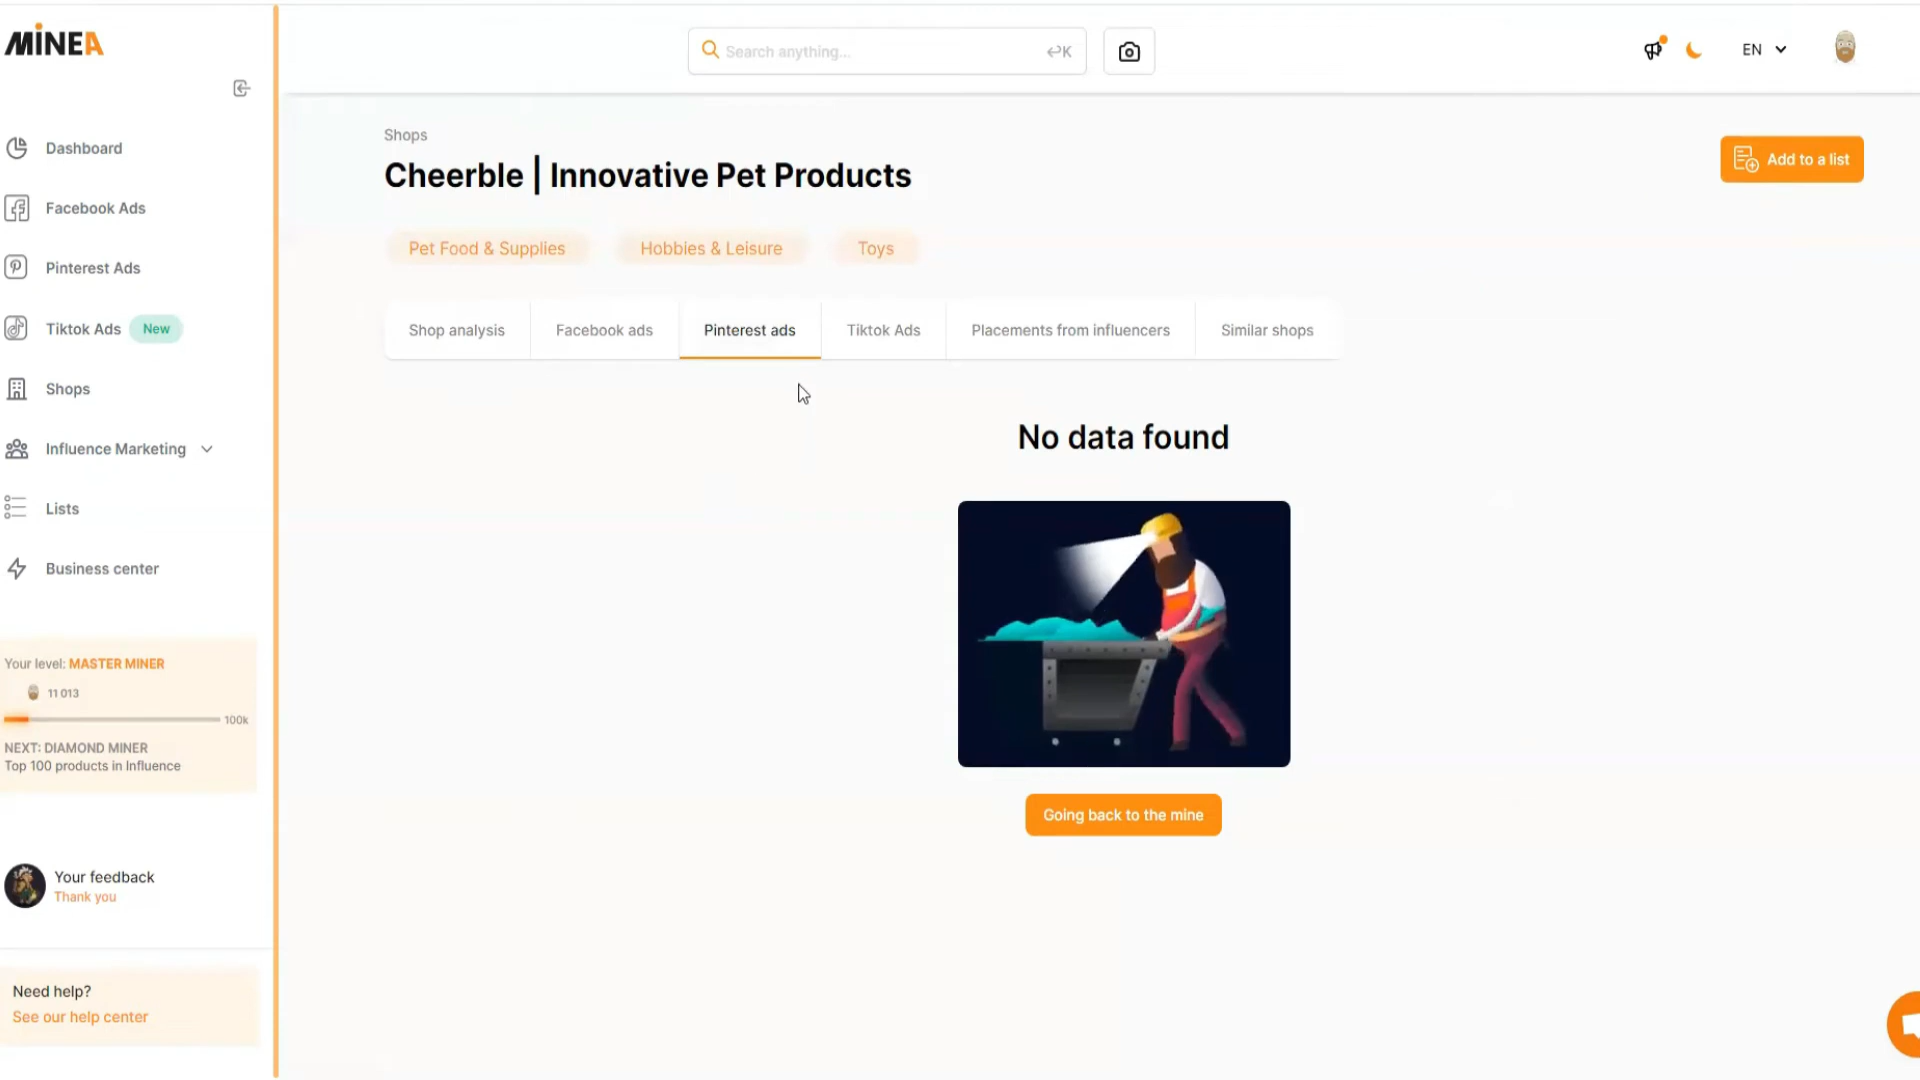 MINEA
Search anything...
K
EN
Dashboard
Facebook Ads
Pinterest Ads
Tiktok Ads New
Shops
Influence Marketing
Lists
Business center
Your level: MASTER MINER
11 013
100k
NEXT: DIAMOND MINER
Top 100 products in Influence
Your feedback
Thank you
Need help?
See our help center
Shops
Cheerble | Innovative Pet Products
Add to a list
Pet Food & Supplies Hobbies & Leisure Toys
Shop analysis Facebook ads Pinterest ads Tiktok Ads Placements from influencers Similar shops
No data found
Going back to the mine